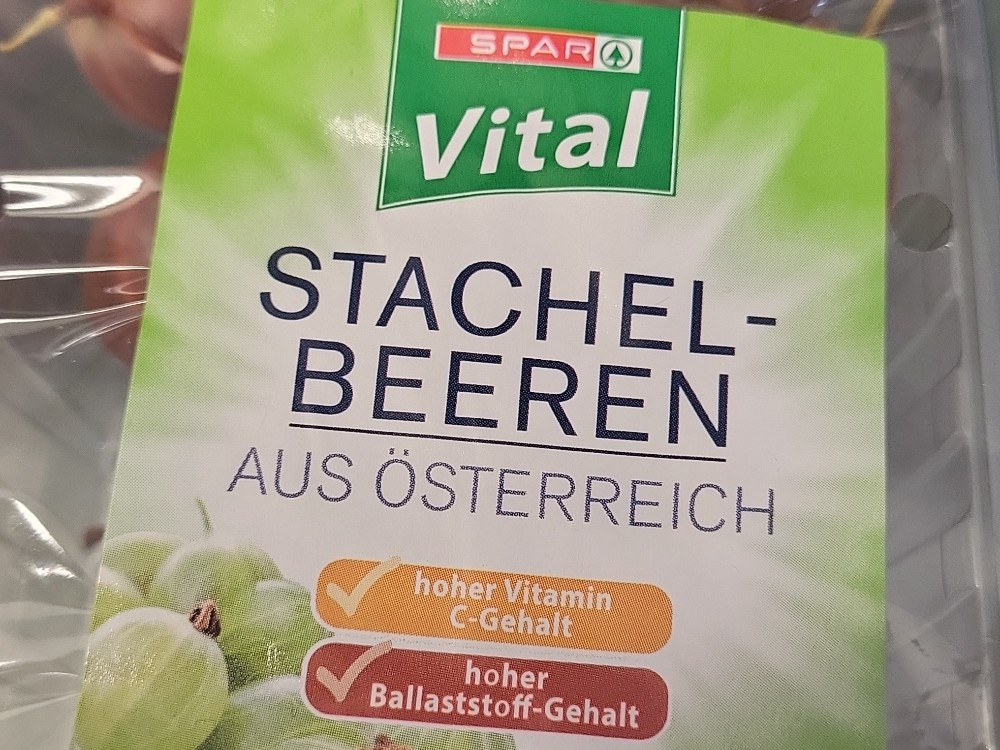 SPAR
Vital
STACHEL-
BEEREN
AUS ÖSTERREICH
hoher Vitamin
C-Gehalt
hoher
Ballaststoff-Gehalt